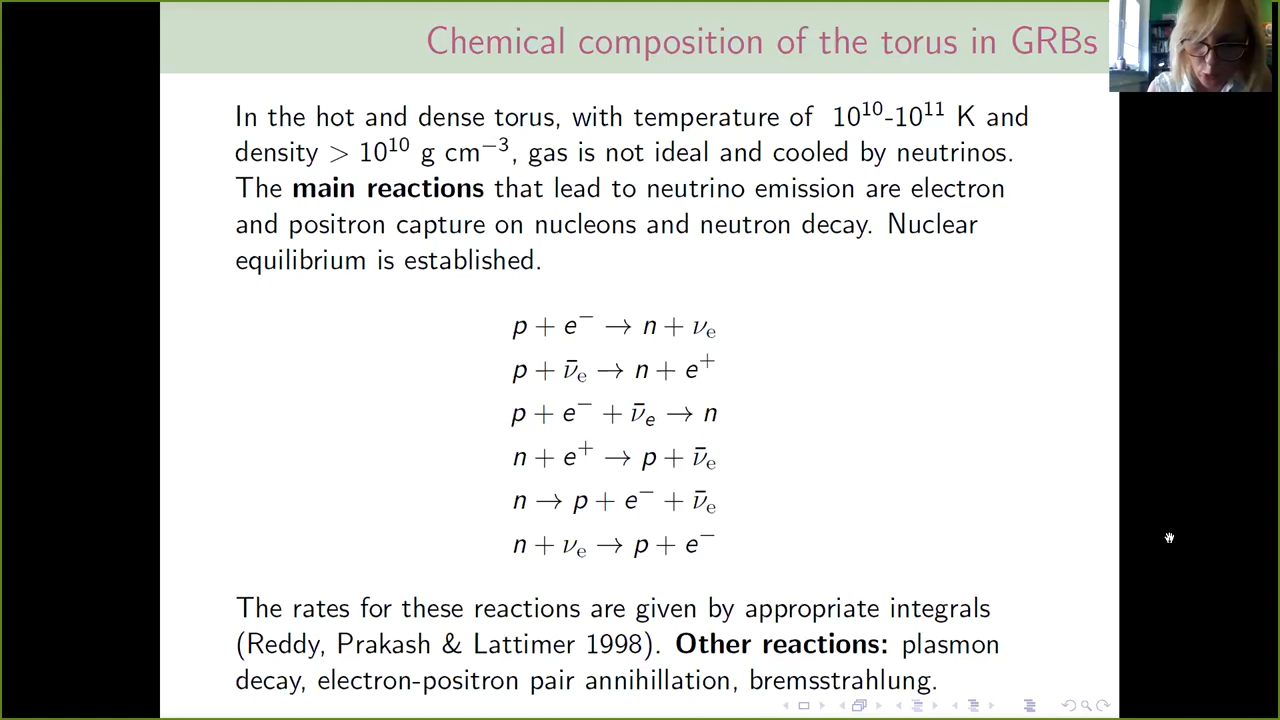 Chemical composition of the torus in GRBs
In the hot and dense torus, with temperature of 10¹⁰-10¹¹ K and
density > 10¹⁰ g cm⁻³, gas is not ideal and cooled by neutrinos.
The main reactions that lead to neutrino emission are electron
and positron capture on nucleons and neutron decay. Nuclear
equilibrium is established.
p + e⁻ → n + νₑ
p + ν̄ₑ → n + e⁺
p + e⁻ + ν̄ₑ → n
n + e⁺ → p + ν̄ₑ
n → p + e⁻ + ν̄ₑ
n + νₑ → p + e⁻
The rates for these reactions are given by appropriate integrals
(Reddy, Prakash & Lattimer 1998). Other reactions: plasmon
decay, electron-positron pair annihillation, bremsstrahlung.